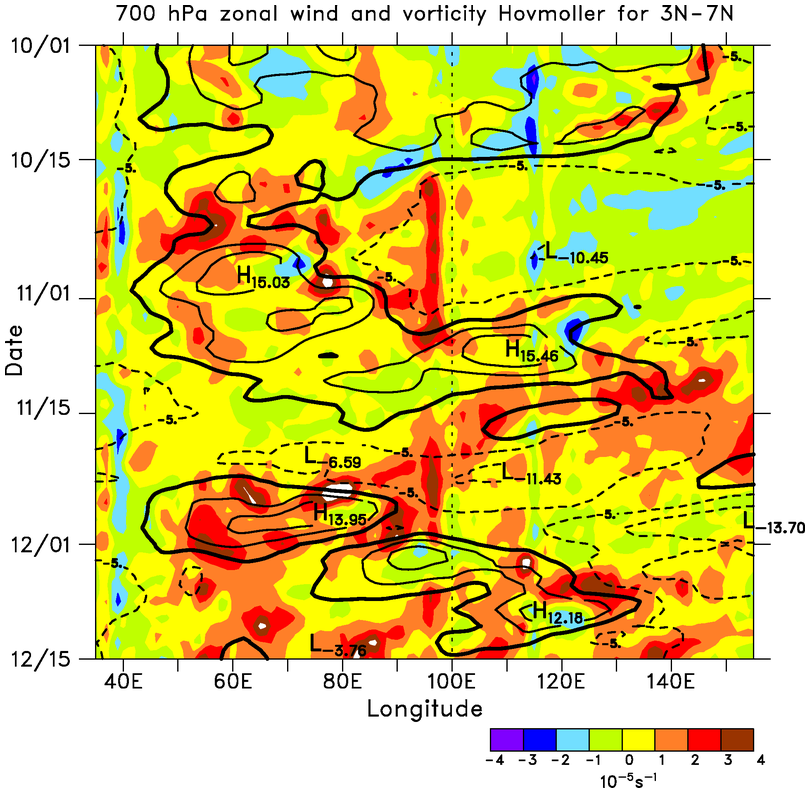 700 hPa zonal wind and vorticity Hovmoller for 3N-7N
10/01
-5.
-5.
10/15
-5.
-5.
-5.
L-10.45
-5.
H15.03
-5.
11/01
Date
-5.
H15.46
11/15
-5.
-5.
-5.
L-6.59
L-11.43
-5.
H13.95
L-13.70
-5.
12/01
-5.
H12.18
-5.
L-3.76
12/15
40E 60E 80E 100E 120E 140E
Longitude
-4 -3 -2 -1 0 1 2 3 4
10-5s-1